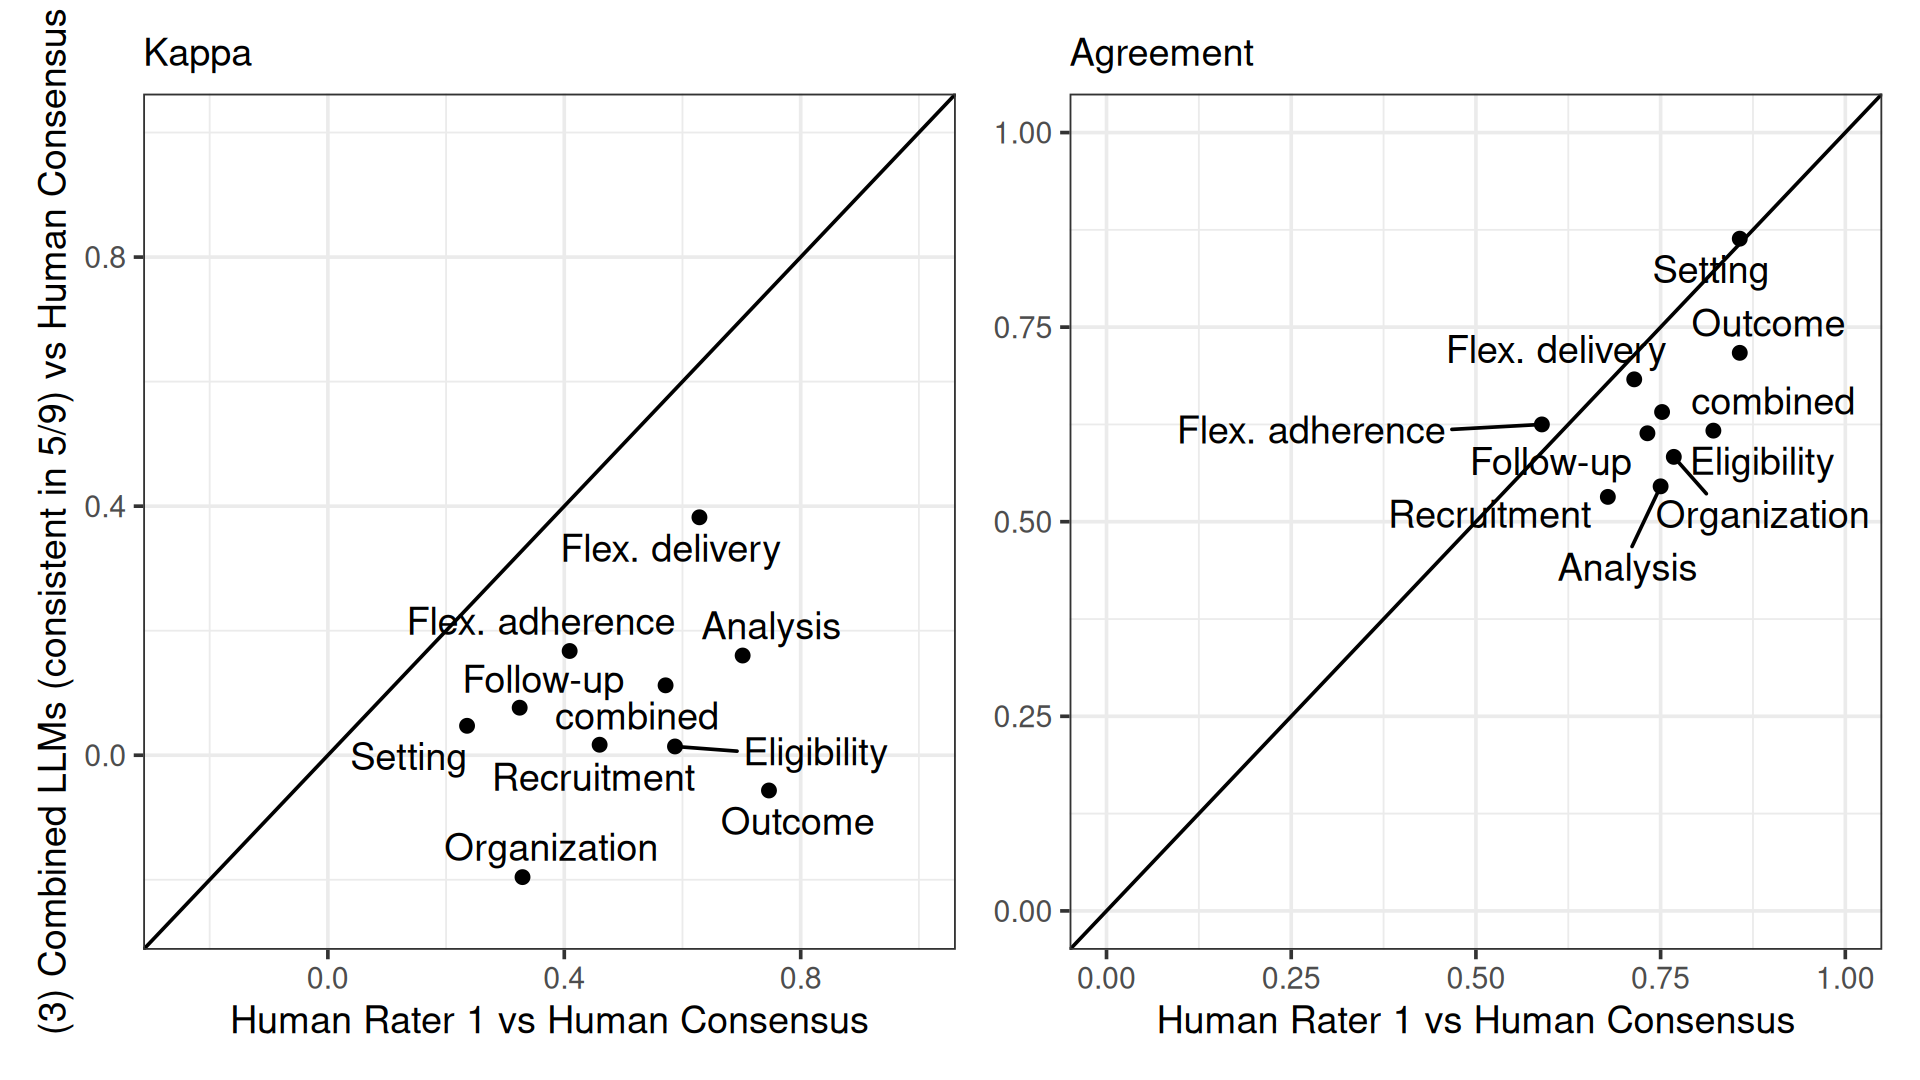 (3) Combined LLMs (consistent in 5/9) vs Human Consensus
Kappa
0.8
0.4
0.0
Flex. delivery
Flex. adherence
Analysis
Follow-up
combined
Setting
Eligibility
Recruitment
Outcome
Organization
0.0
0.4
0.8
Human Rater 1 vs Human Consensus
Agreement
1.00
0.75
0.50
0.25
0.00
Setting
Outcome
Flex. delivery
combined
Flex. adherence
Follow-up
Eligibility
Recruitment
Organization
Analysis
0.00
0.25
0.50
0.75
1.00
Human Rater 1 vs Human Consensus